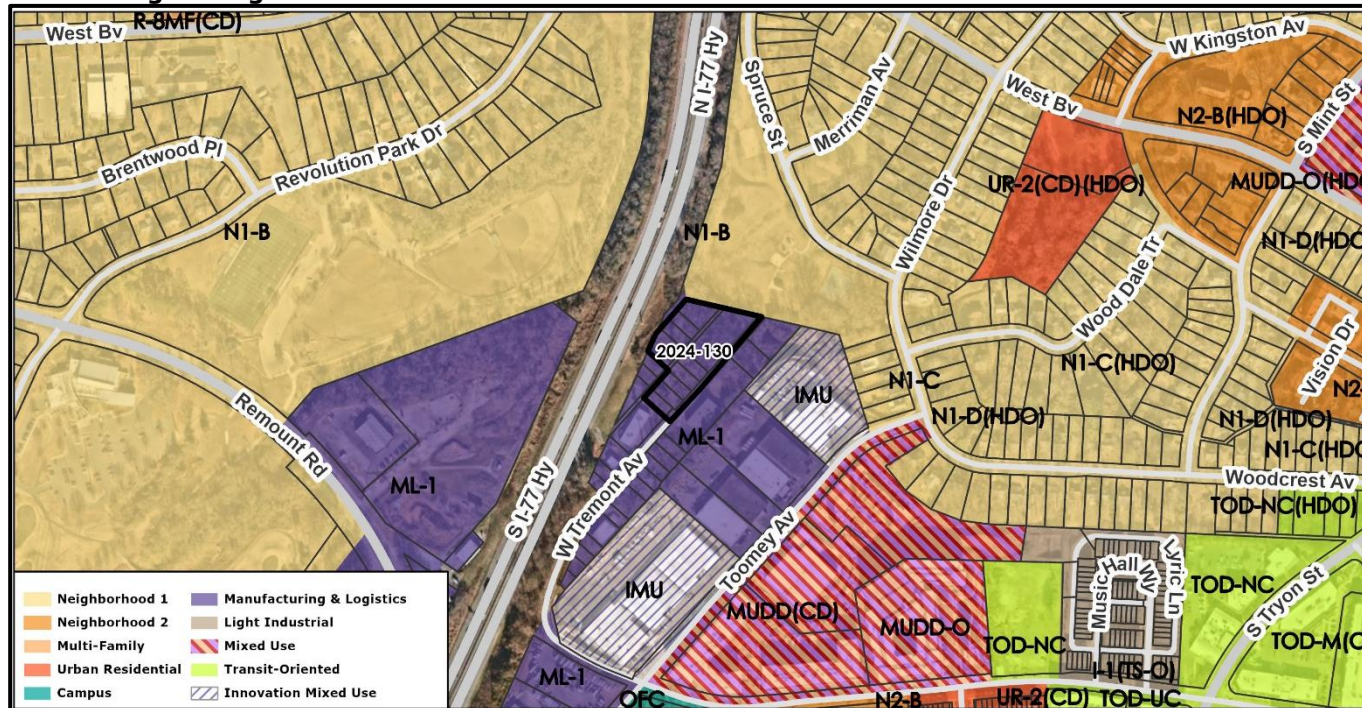 West Bv
R-8MF(CD)
N I-77 Hy
Spruce St
Merriman Av
W Kingston Av
West Bv
N2-B(HDO)
S Mint St
Brentwood Pl
Revolution Park Dr
UR-2(CD)(HDO)
MUDD-O(HDO
Wilmore Dr
N1-B
N1-B
N1-D(HDO
Wood Dale Tr
2024-130
N1-C(HDO)
Vision Dr
N2
IMU
N1-C
Remount Rd
N1-D(HDO)
N1-D(HDO)
ML-1
N1-C(HDO
ML-1
S I-77 Hy
W Tremont Av
Woodcrest Av
TOD-NC(HDO)
Toomey Av
Music Hall Wy
Lyric Ln
TOD-NC
S Tryon St
IMU
MUDD(CD)
MUDD-O
TOD-NC
TOD-M(O
I-1(TS-O)
ML-1
OFC
N2-B
UR-2(CD)
TOD-UC
Neighborhood 1
Neighborhood 2
Multi-Family
Urban Residential
Campus
Manufacturing & Logistics
Light Industrial
Mixed Use
Transit-Oriented
Innovation Mixed Use